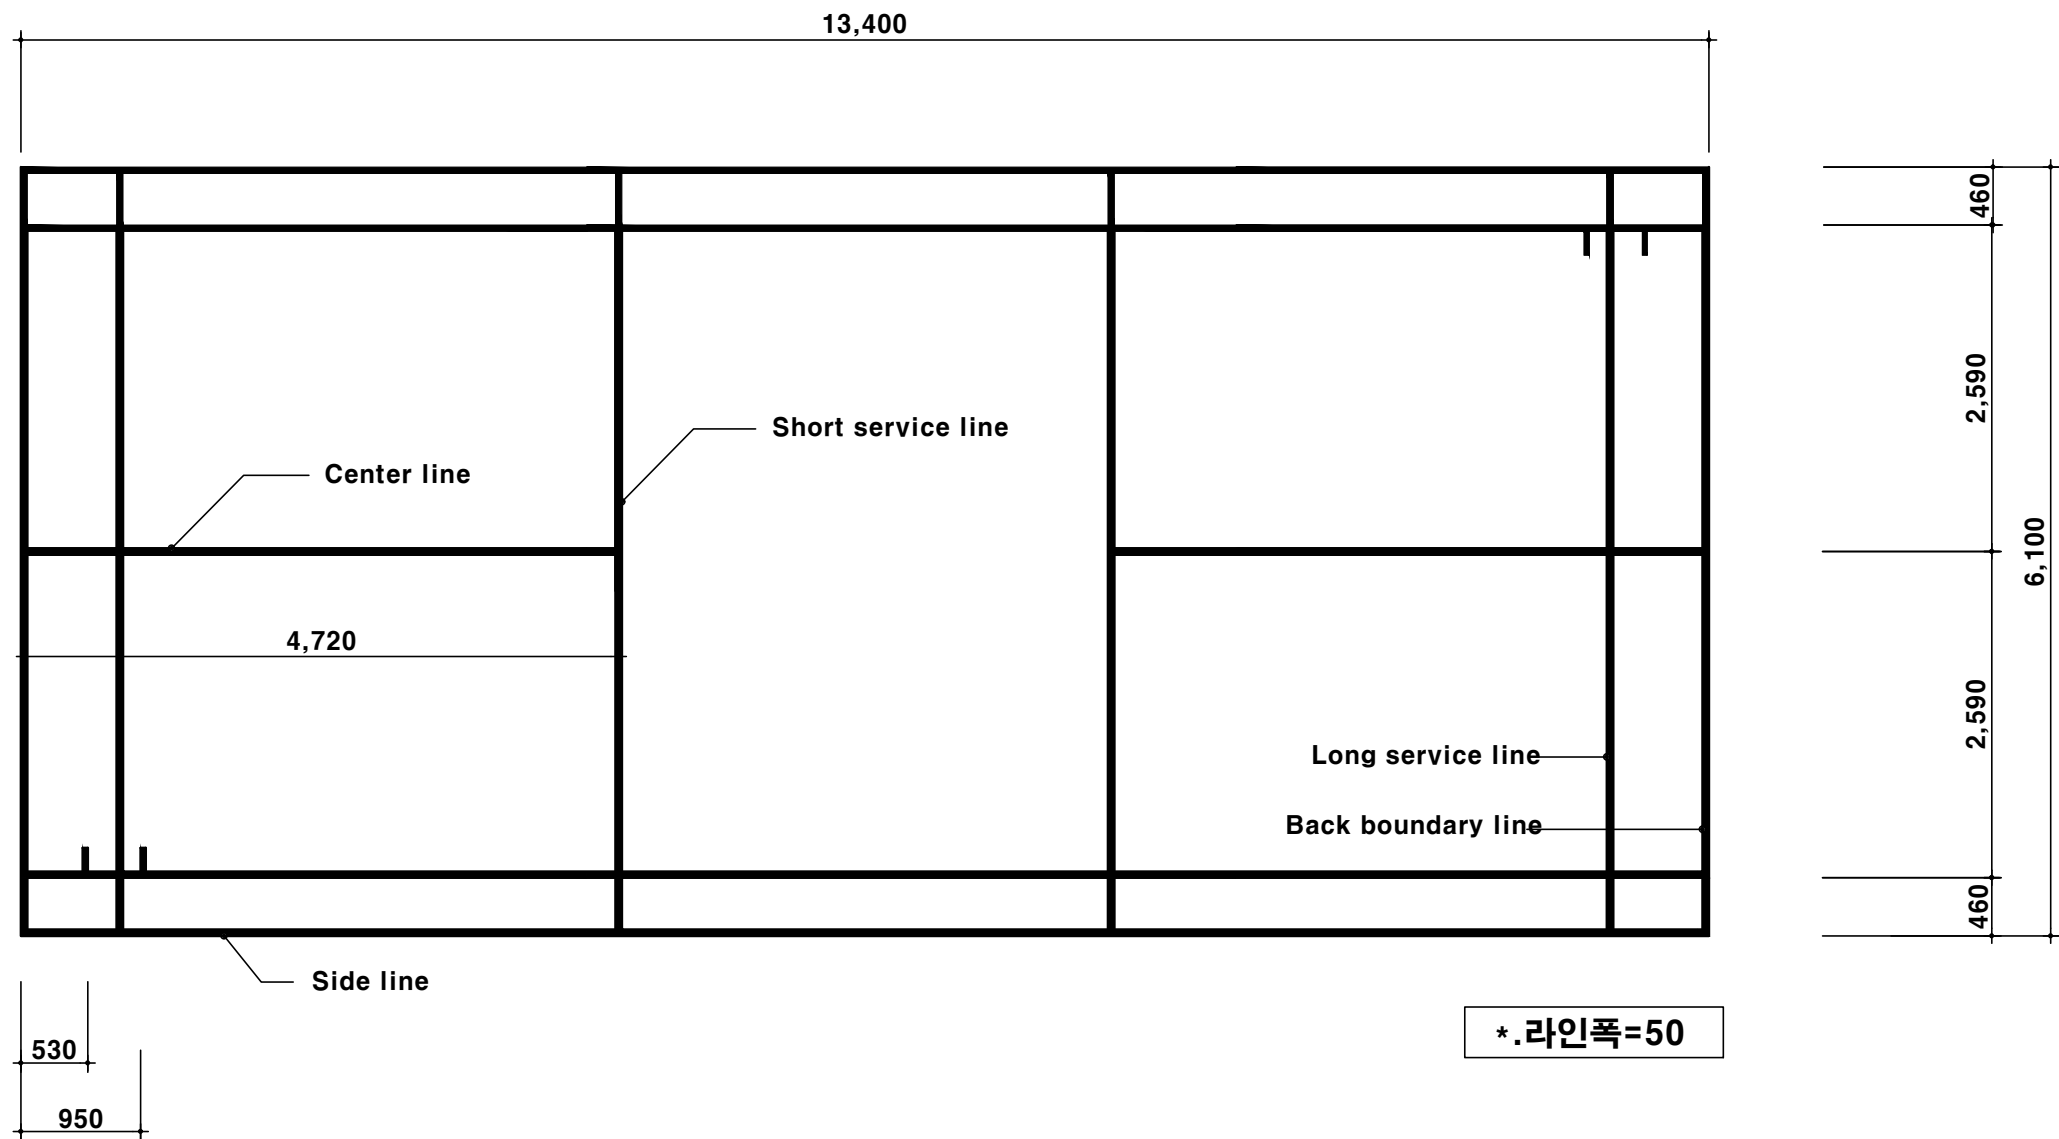 13,400
460
2,590
Short service line
Center line
6,100
4,720
2,590
Long service line
Back boundary line
460
Side line
*.라인폭=50
530
950